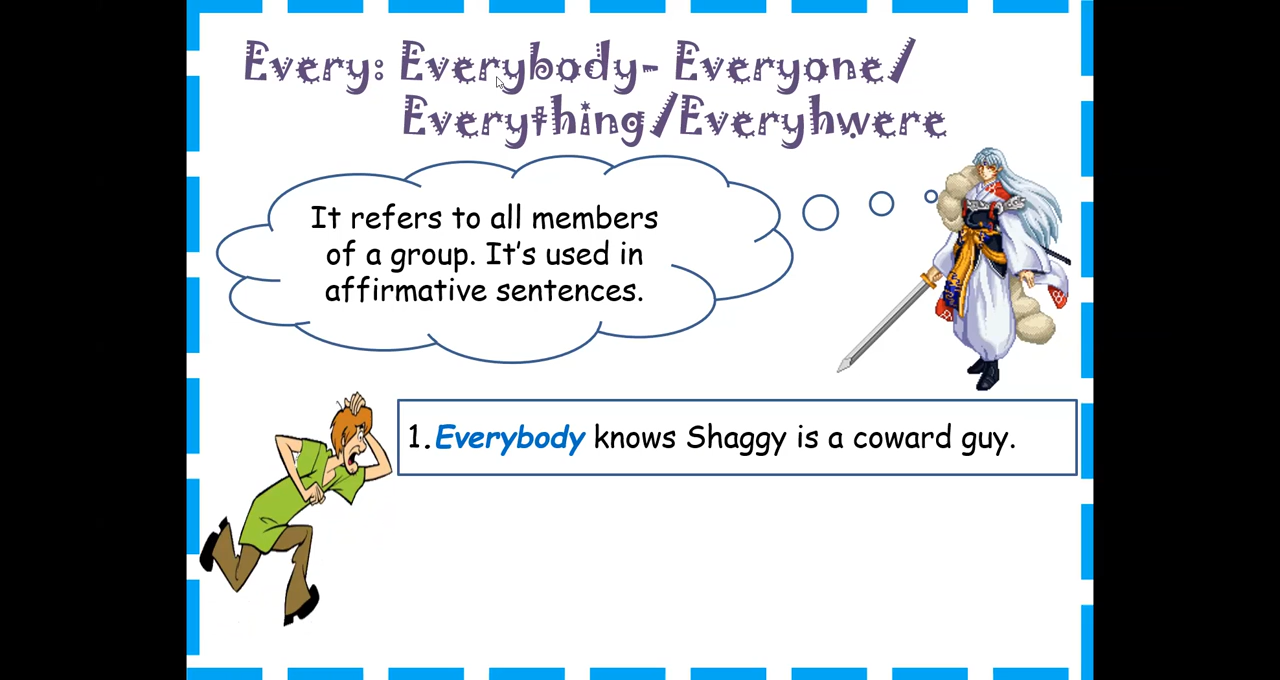 Every: Everybody- Everyone/
Everything/Everyhwere
It refers to all members
of a group. It's used in
affirmative sentences.
1.Everybody knows Shaggy is a coward guy.